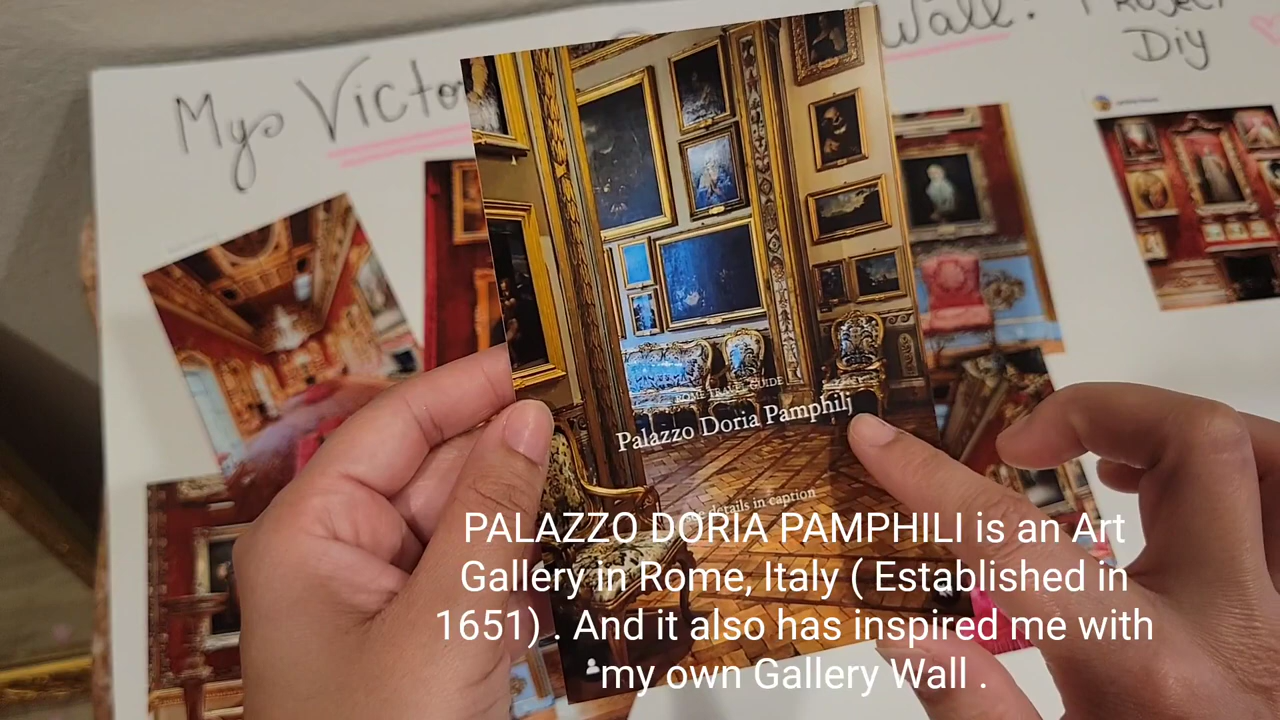 My Victo Wall.
Project
Diy
ROME TRAVEL GUIDE
Palazzo Doria Pamphilj
details in caption
PALAZZO DORIA PAMPHILI is an Art
Gallery in Rome, Italy ( Established in
1651) . And it also has inspired me with
my own Gallery Wall .